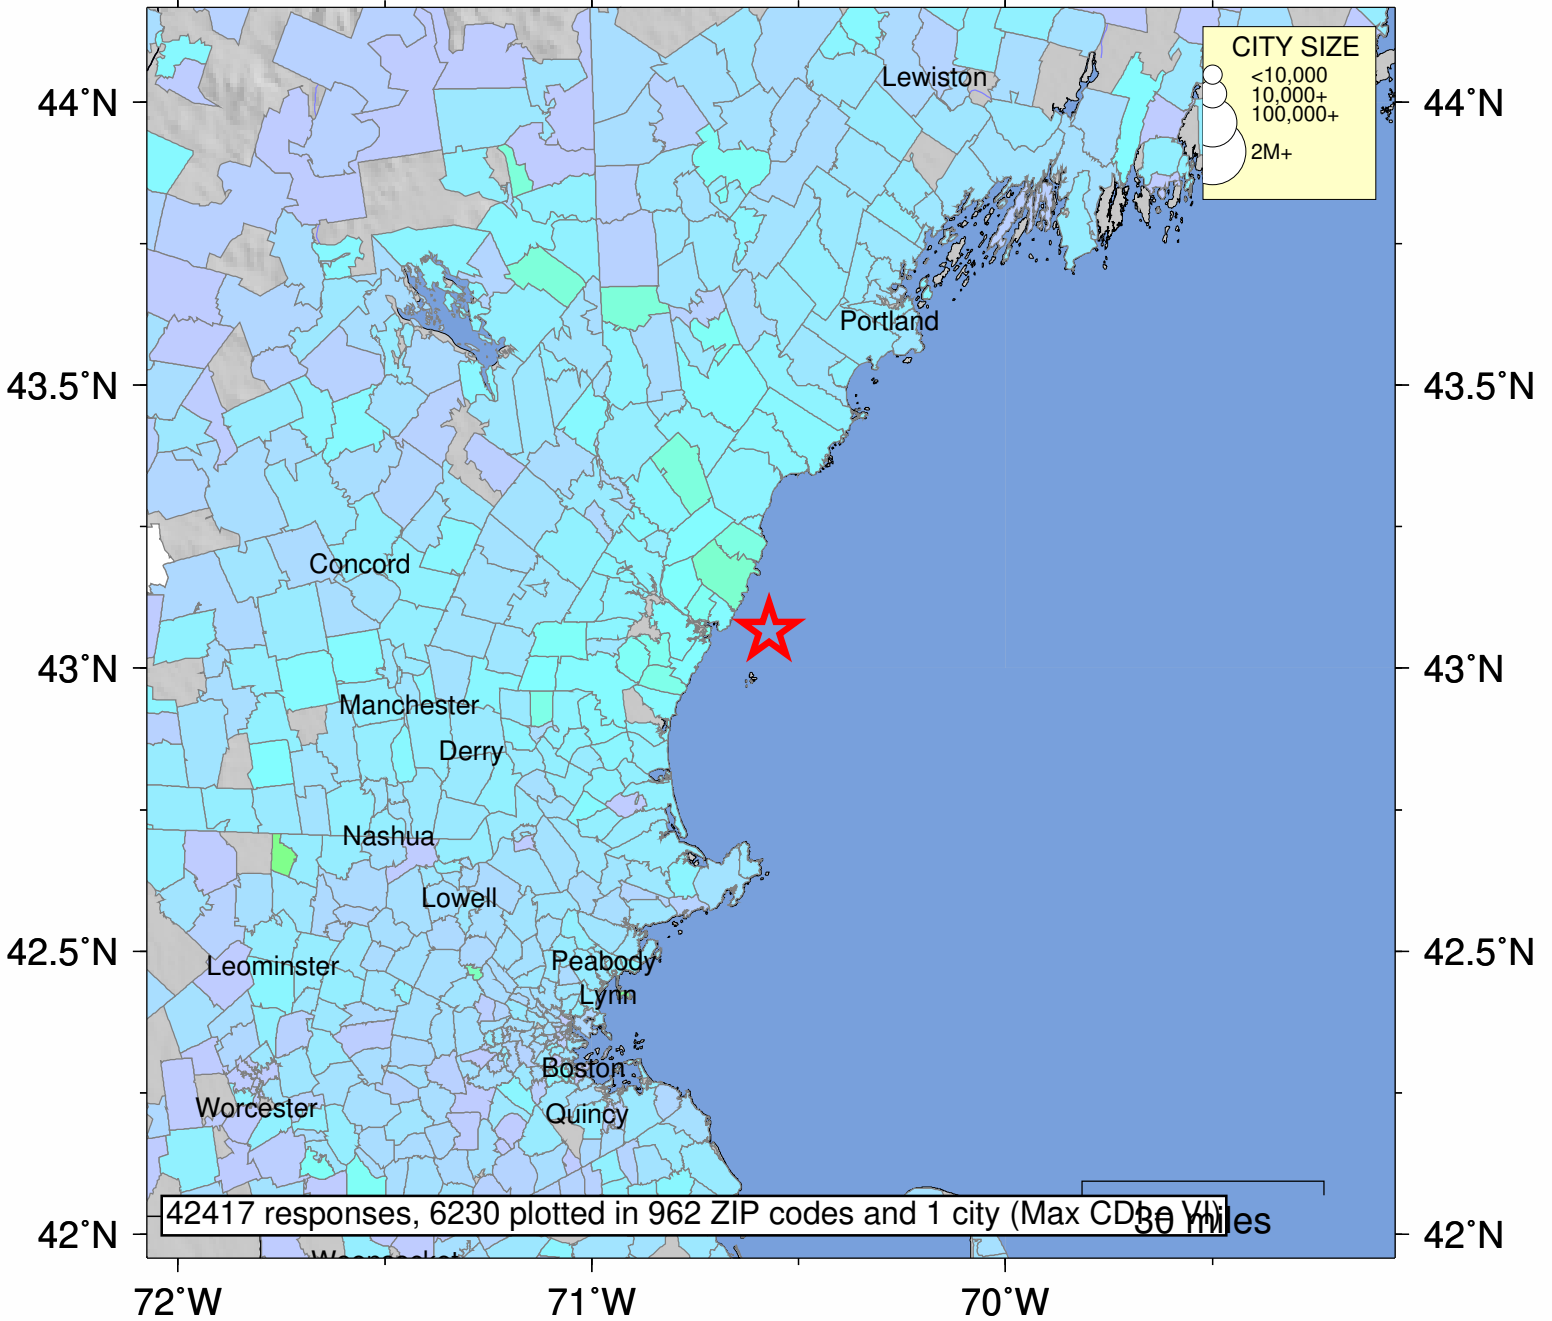 CITY SIZE
<10,000
10,000+
100,000+
2M+
Lewiston
44˚N
44˚N
Portland
43.5˚N
43.5˚N
Concord
43˚N
43˚N
Manchester
Derry
Nashua
Lowell
42.5˚N
42.5˚N
Peabody
Leominster
Lynn
Boston
Worcester
Quincy
42417 responses, 6230 plotted in 962 ZIP codes and 1 city (Max CDI = VI)
30 miles
42˚N
42˚N
Woonsocket
72˚W
71˚W
70˚W